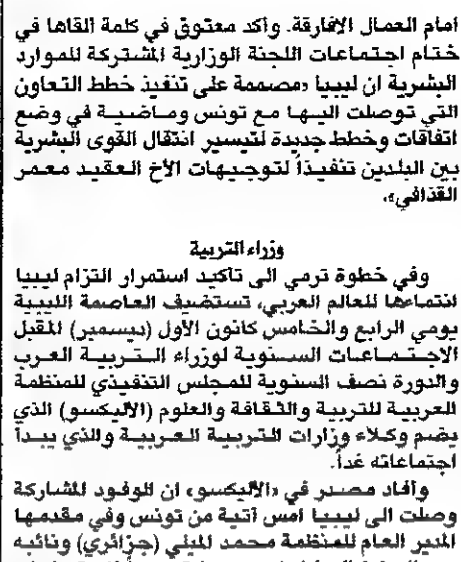 أمام العمال الافارقة. وأكد معتوق في كلمة القاها في
ختام اجتماعات اللجنة الوزارية المشتركة للموارد
البشرية ان ليبيا «مصممة على تنفيذ خطط التعاون
التي توصلت اليها مع تونس وماضية في وضع
اتفاقات وخطط جديدة لتيسير انتقال القوى البشرية
بين البلدين تنفيذاً لتوجيهات الأخ العقيد معمر
القذافي».
وزراء التربية
وفي خطوة ترمي الى تأكيد استمرار التزام ليبيا
انتماءها للعالم العربي، تستضيف العاصمة الليبية
يومي الرابع والخامس كانون الأول (ديسمبر) المقبل
الاجتماعات السنوية لوزراء التربية العرب
والدورة نصف السنوية للمجلس التنفيذي للمنظمة
العربية للتربية والثقافة والعلوم (الاليكسو) الذي
يضم وكلاء وزارات التربية العربية والذي يبدأ
اجتماعاته غداً.
وأفاد مصدر في «الاليكسو» ان الوفود المشاركة
وصلت الى ليبيا امس آتية من تونس وفي مقدمها
المدير العام للمنظمة محمد الميلي (جزائري) ونائبه